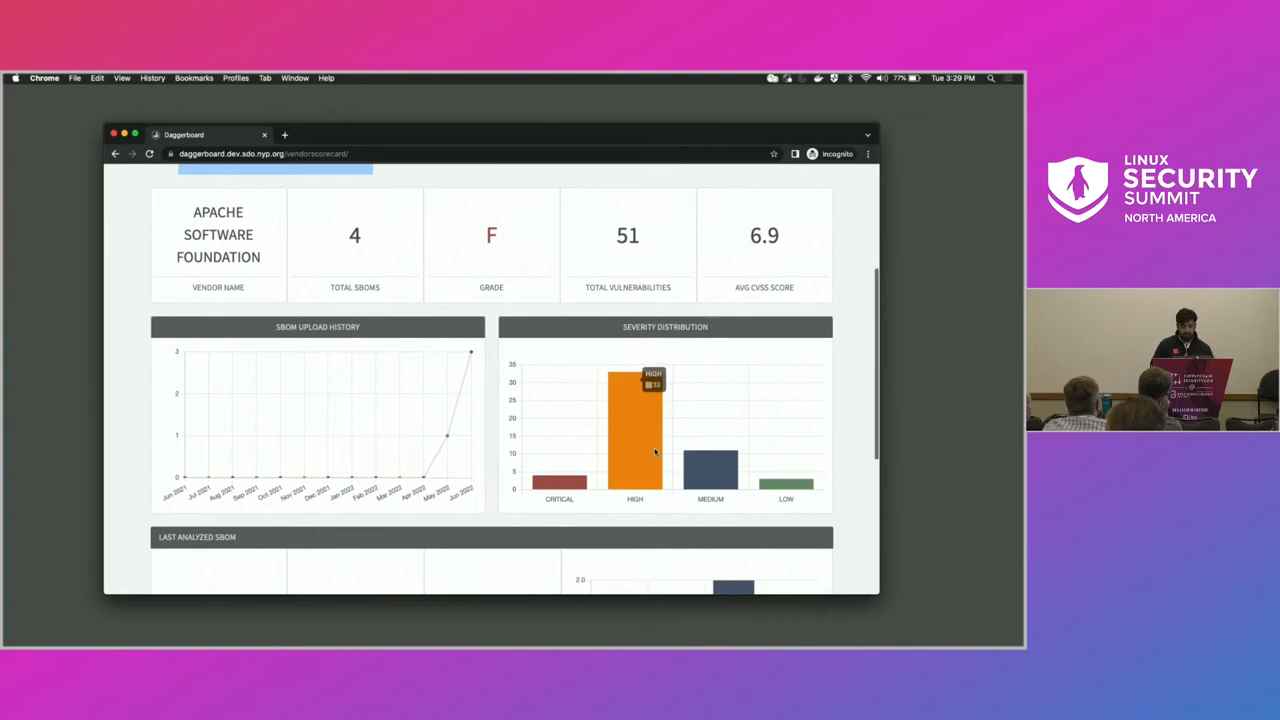 Chrome File Edit View History Bookmarks Profiles Tab Window Help
77% Tue 3:29 PM
Daggerboard
daggerboard.dev.sdo.nyp.org/vendorscorecard/
Incognito
APACHE
SOFTWARE
FOUNDATION
VENDOR NAME
4
TOTAL SBOMS
F
GRADE
51
TOTAL VULNERABILITIES
6.9
AVG CVSS SCORE
SBOM UPLOAD HISTORY
3
2
1
0
Jun 2021
Jul 2021
Aug 2021
Sep 2021
Oct 2021
Nov 2021
Dec 2021
Jan 2022
Feb 2022
Mar 2022
Apr 2022
May 2022
Jun 2022
SEVERITY DISTRIBUTION
35
30
25
20
15
10
5
0
HIGH
33
CRITICAL
HIGH
MEDIUM
LOW
LAST ANALYZED SBOM
2.0
LINUX
SECURITY
SUMMIT
NORTH AMERICA
SUPPLYCHAIN
SECURITYCON